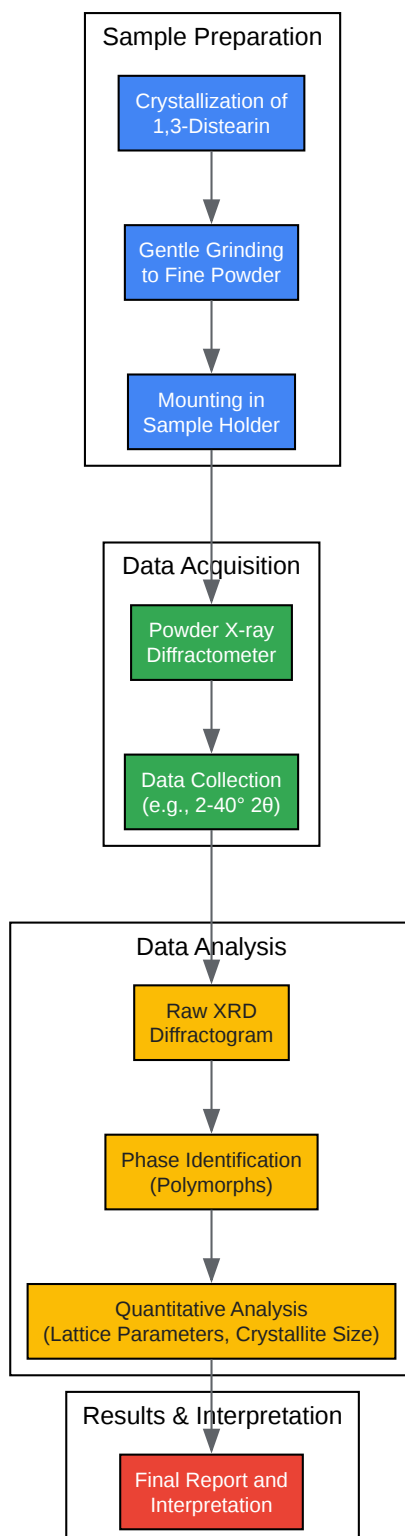 Sample Preparation
Crystallization of
1,3-Distearin
Gentle Grinding
to Fine Powder
Mounting in
Sample Holder
Data Acquisition
Powder X-ray
Diffractometer
Data Collection
(e.g., 2-40° 2θ)
Data Analysis
Raw XRD
Diffractogram
Phase Identification
(Polymorphs)
Quantitative Analysis
(Lattice Parameters, Crystallite Size)
Results & Interpretation
Final Report and
Interpretation